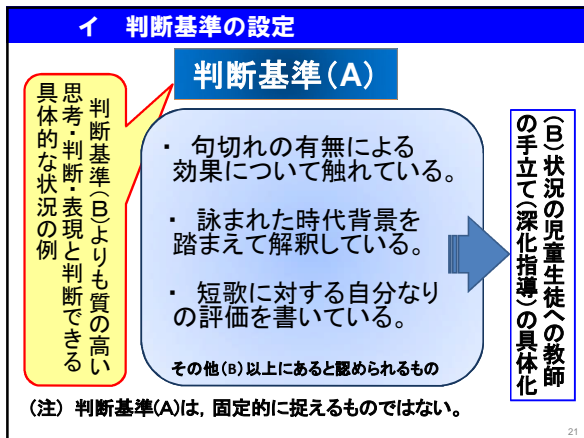 イ 判断基準の設定
判断基準(A)
判断基準(B)よりも質の高い
思考・判断・表現と判断できる
具体的な状況の例
・ 句切れの有無による
効果について触れている。
・ 詠まれた時代背景を
踏まえて解釈している。
・ 短歌に対する自分なり
の評価を書いている。
その他(B)以上にあると認められるもの
(B)状況の児童生徒への教師
の手立て(深化指導)の具体化
(注) 判断基準(A)は,固定的に捉えるものではない。
21